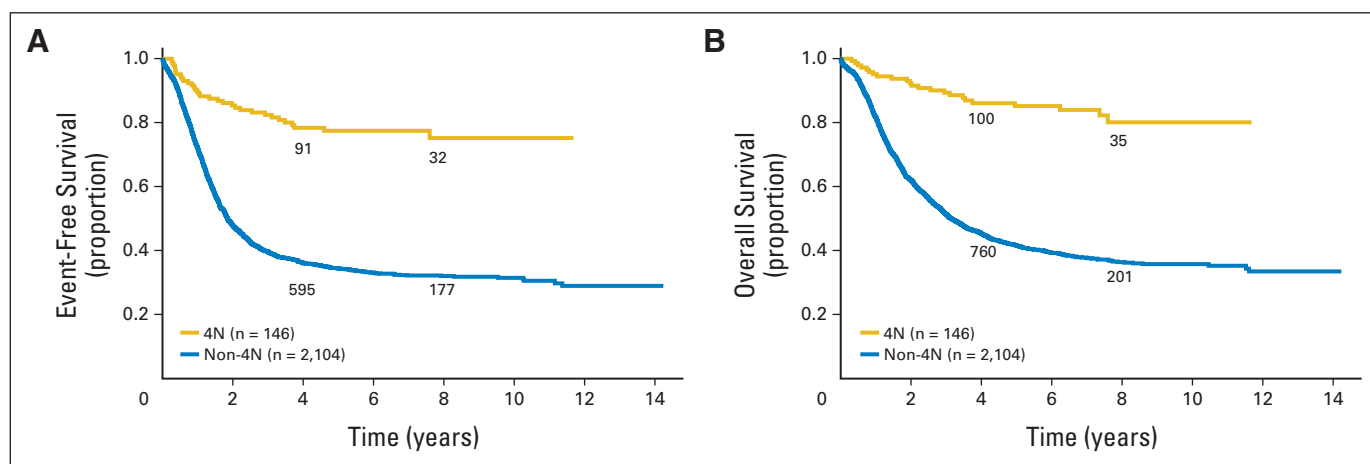 A
Event-Free Survival
(proportion)
1.0
0.8
0.6
0.4
0.2
0
91
32
595
177
4N (n = 146)
Non-4N (n = 2,104)
2
4
6
8
10
12
14
Time (years)
B
Overall Survival
(proportion)
1.0
0.8
0.6
0.4
0.2
0
100
35
760
201
4N (n = 146)
Non-4N (n = 2,104)
2
4
6
8
10
12
14
Time (years)